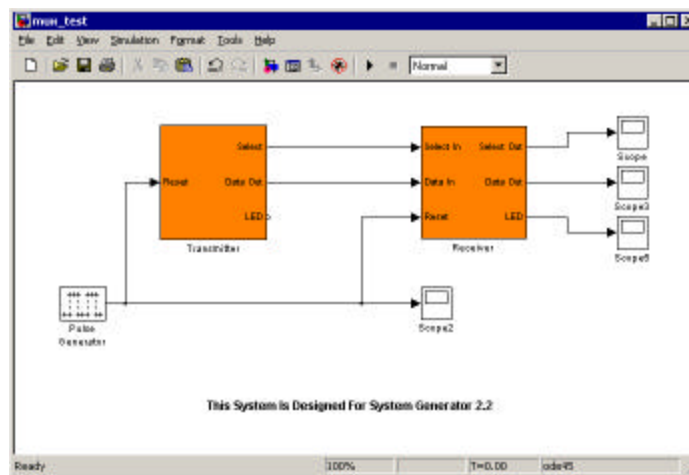 mux_test
File Edit View Simulation Format Tools Help
Normal
Select
Reset
Data Out
LED
Transmitter
Select In
Select Out
Data In
Data Out
Reset
LED
Receiver
Scope
Scope3
Scope5
Pulse
Generator
Scope2
This System Is Designed For System Generator 2.2
Ready
100%
T=0.00
ode45